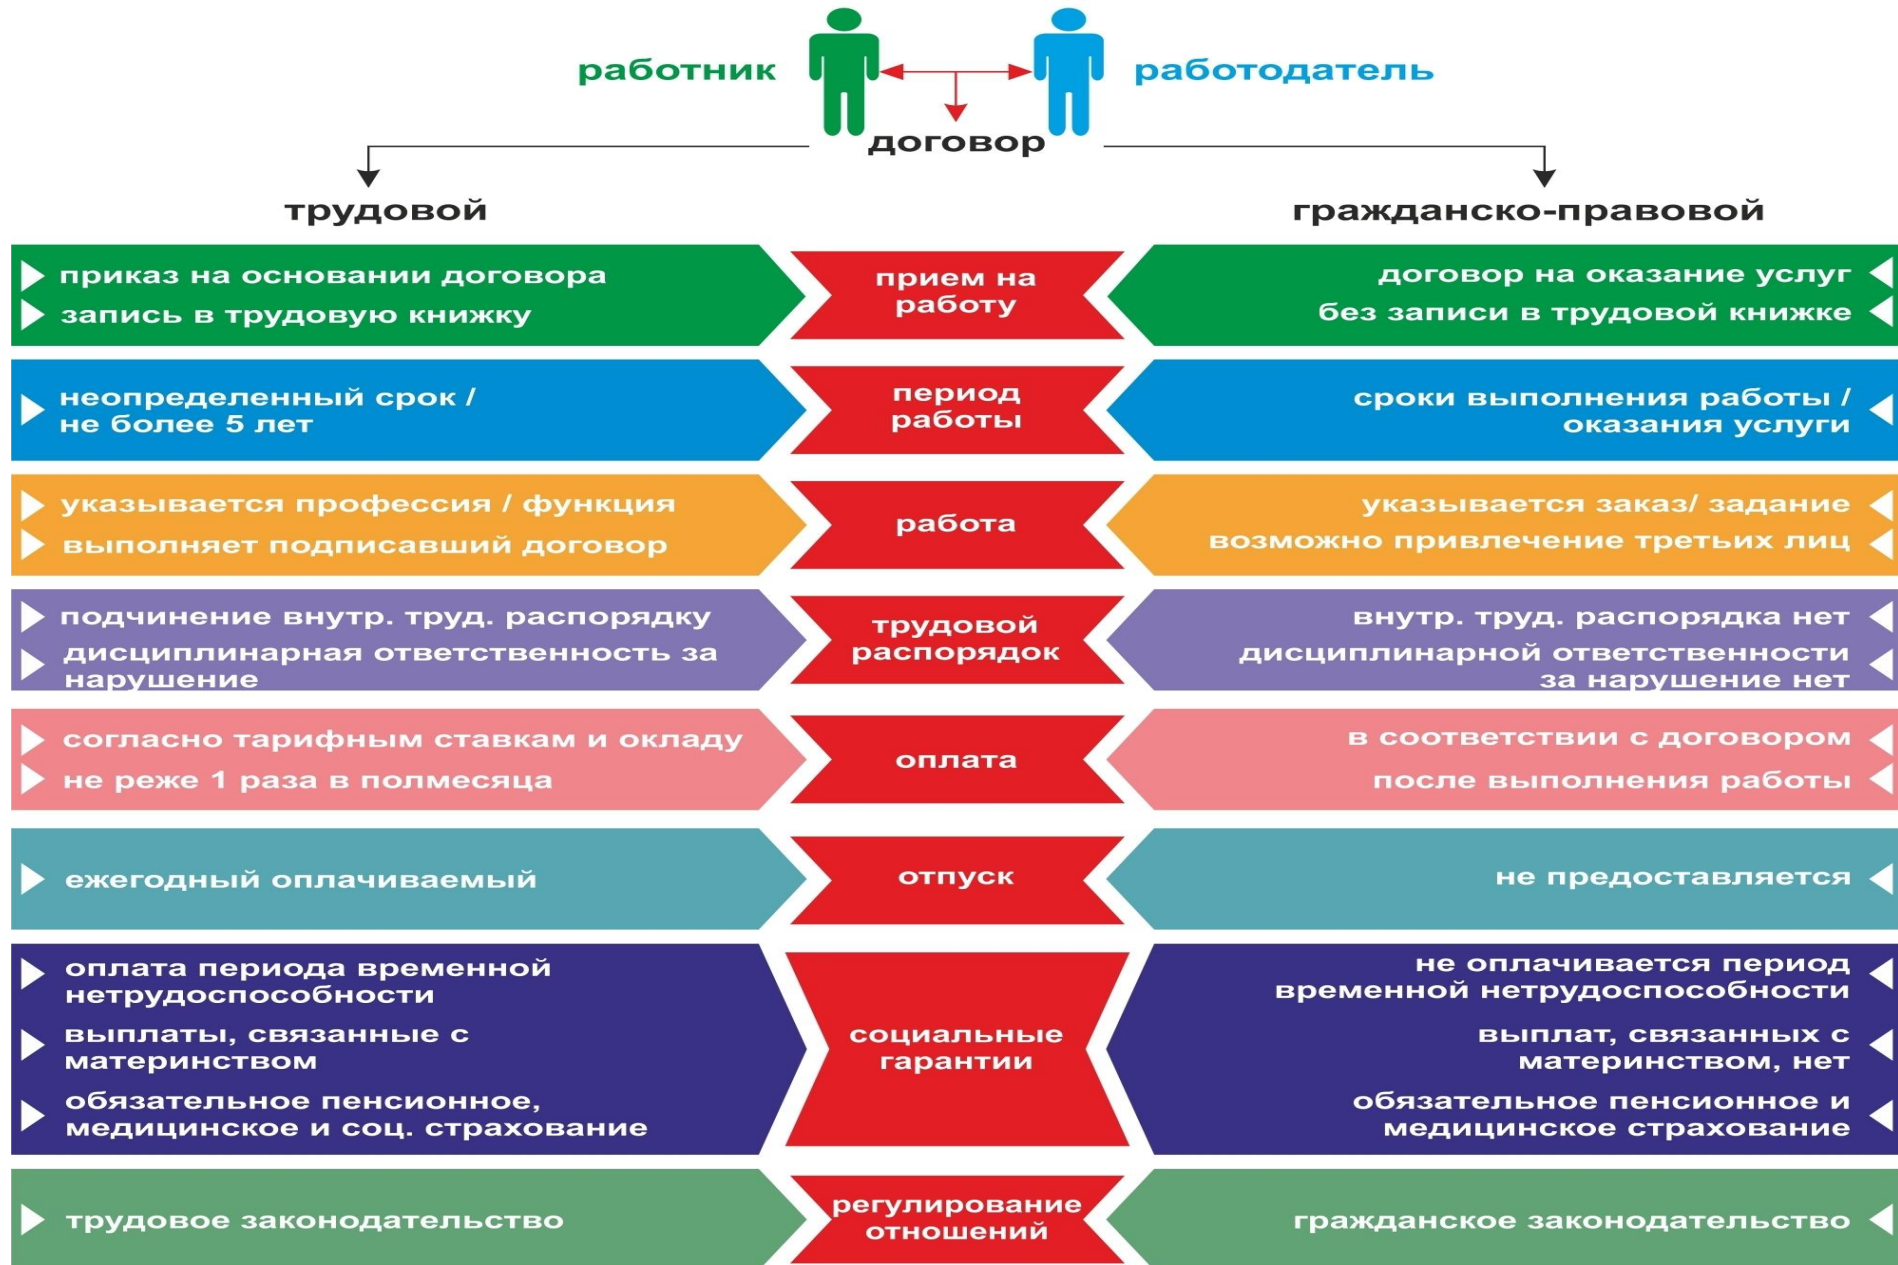 работник
работодатель
договор
трудовой
гражданско-правовой
приказ на основании договора
запись в трудовую книжку
прием на
работу
договор на оказание услуг
без записи в трудовой книжке
неопределенный срок /
не более 5 лет
период
работы
сроки выполнения работы /
оказания услуги
указывается профессия / функция
выполняет подписавший договор
работа
указывается заказ/ задание
возможно привлечение третьих лиц
подчинение внутр. труд. распорядку
дисциплинарная ответственность за
нарушение
трудовой
распорядок
внутр. труд. распорядка нет
дисциплинарной ответственности
за нарушение нет
согласно тарифным ставкам и окладу
не реже 1 раза в полмесяца
оплата
в соответствии с договором
после выполнения работы
ежегодный оплачиваемый
отпуск
не предоставляется
оплата периода временной
нетрудоспособности
выплаты, связанные с
материнством
обязательное пенсионное,
медицинское и соц. страхование
социальные
гарантии
не оплачивается период
временной нетрудоспособности
выплат, связанных с
материнством, нет
обязательное пенсионное и
медицинское страхование
трудовое законодательство
регулирование
отношений
гражданское законодательство